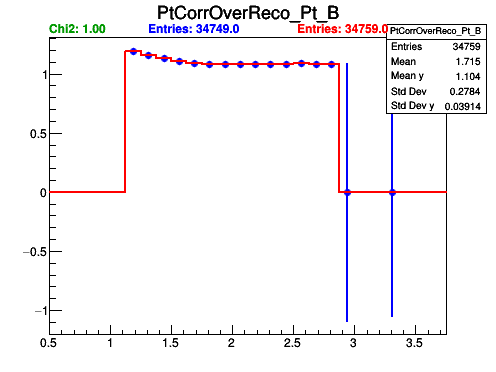 PtCorrOverReco_Pt_B
Chi2: 1.00 Entries: 34749.0 Entries: 34759.0
PtCorrOverReco_Pt_B
Entries 34759
Mean 1.715
Mean y 1.104
Std Dev 0.2784
Std Dev y 0.03914
1
0.5
0
−0.5
−1
0.5 1 1.5 2 2.5 3 3.5